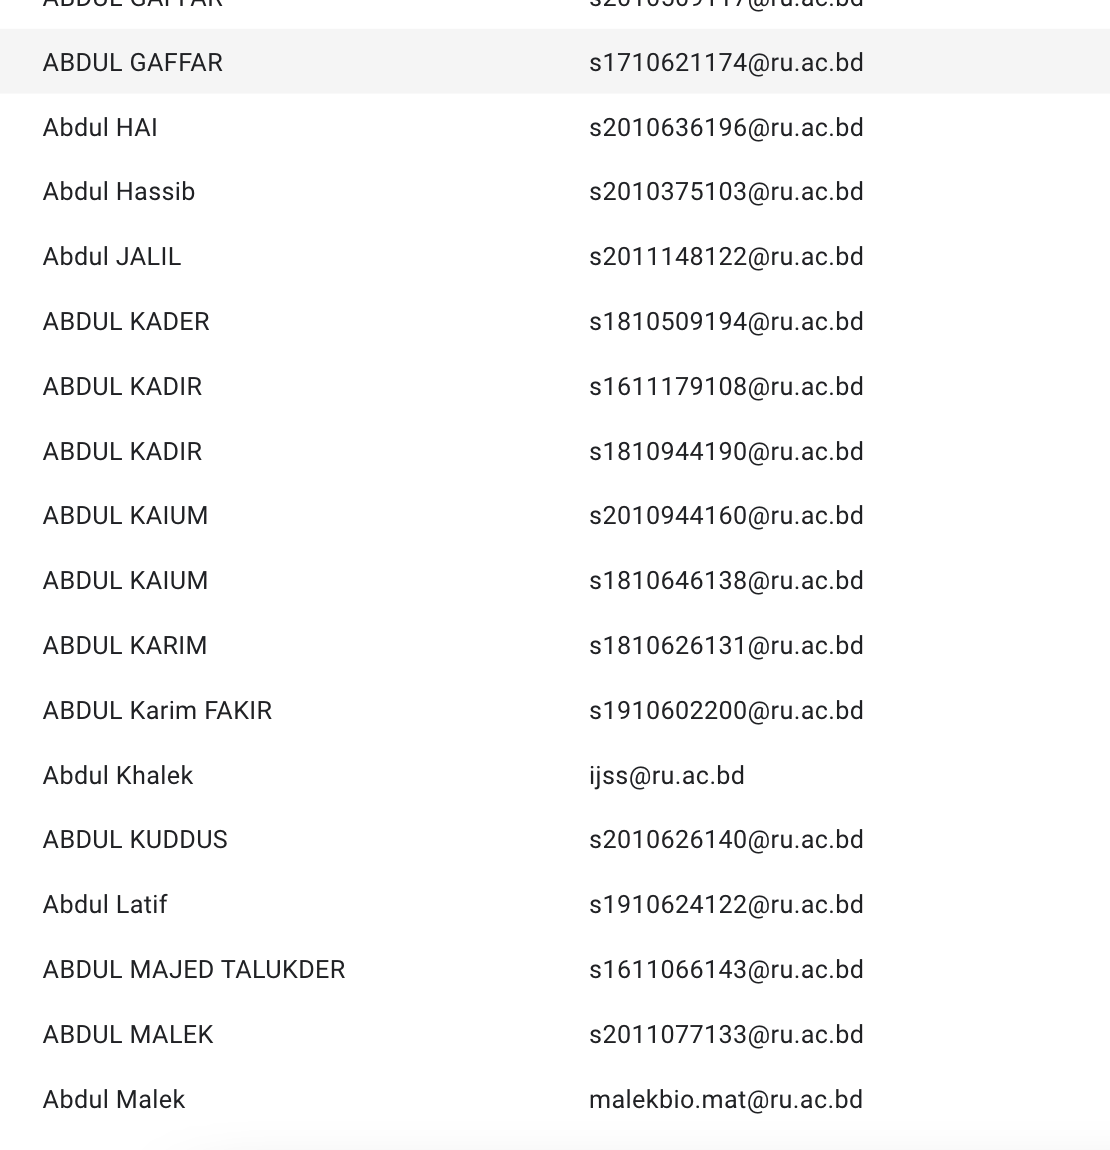 ABDUL GAFFAR
ABDUL GAFFAR s1710621174@ru.ac.bd
Abdul HAI s2010636196@ru.ac.bd
Abdul Hassib s2010375103@ru.ac.bd
Abdul JALIL s2011148122@ru.ac.bd
ABDUL KADER s1810509194@ru.ac.bd
ABDUL KADIR s1611179108@ru.ac.bd
ABDUL KADIR s1810944190@ru.ac.bd
ABDUL KAIUM s2010944160@ru.ac.bd
ABDUL KAIUM s1810646138@ru.ac.bd
ABDUL KARIM s1810626131@ru.ac.bd
ABDUL Karim FAKIR s1910602200@ru.ac.bd
Abdul Khalek ijss@ru.ac.bd
ABDUL KUDDUS s2010626140@ru.ac.bd
Abdul Latif s1910624122@ru.ac.bd
ABDUL MAJED TALUKDER s1611066143@ru.ac.bd
ABDUL MALEK s2011077133@ru.ac.bd
Abdul Malek malekbio.mat@ru.ac.bd